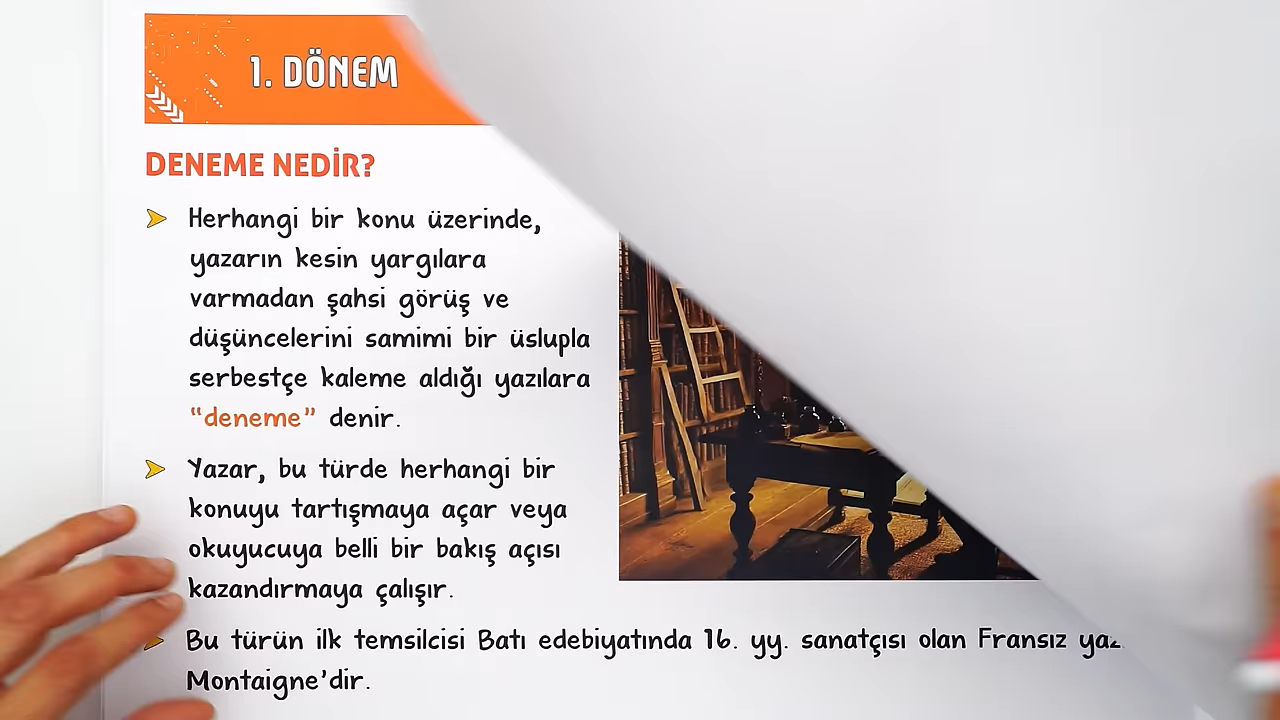 1. DÖNEM
DENEME NEDİR?
Herhangi bir konu üzerinde,
yazarın kesin yargılara
varmadan şahsi görüş ve
düşüncelerini samimi bir üslupla
serbestçe kaleme aldığı yazılara
“deneme” denir.
Yazar, bu türde herhangi bir
konuyu tartışmaya açar veya
okuyucuya belli bir bakış açısı
kazandırmaya çalışır.
Bu türün ilk temsilcisi Batı edebiyatında 16. yy. sanatçısı olan Fransız
Montaigne’dir.